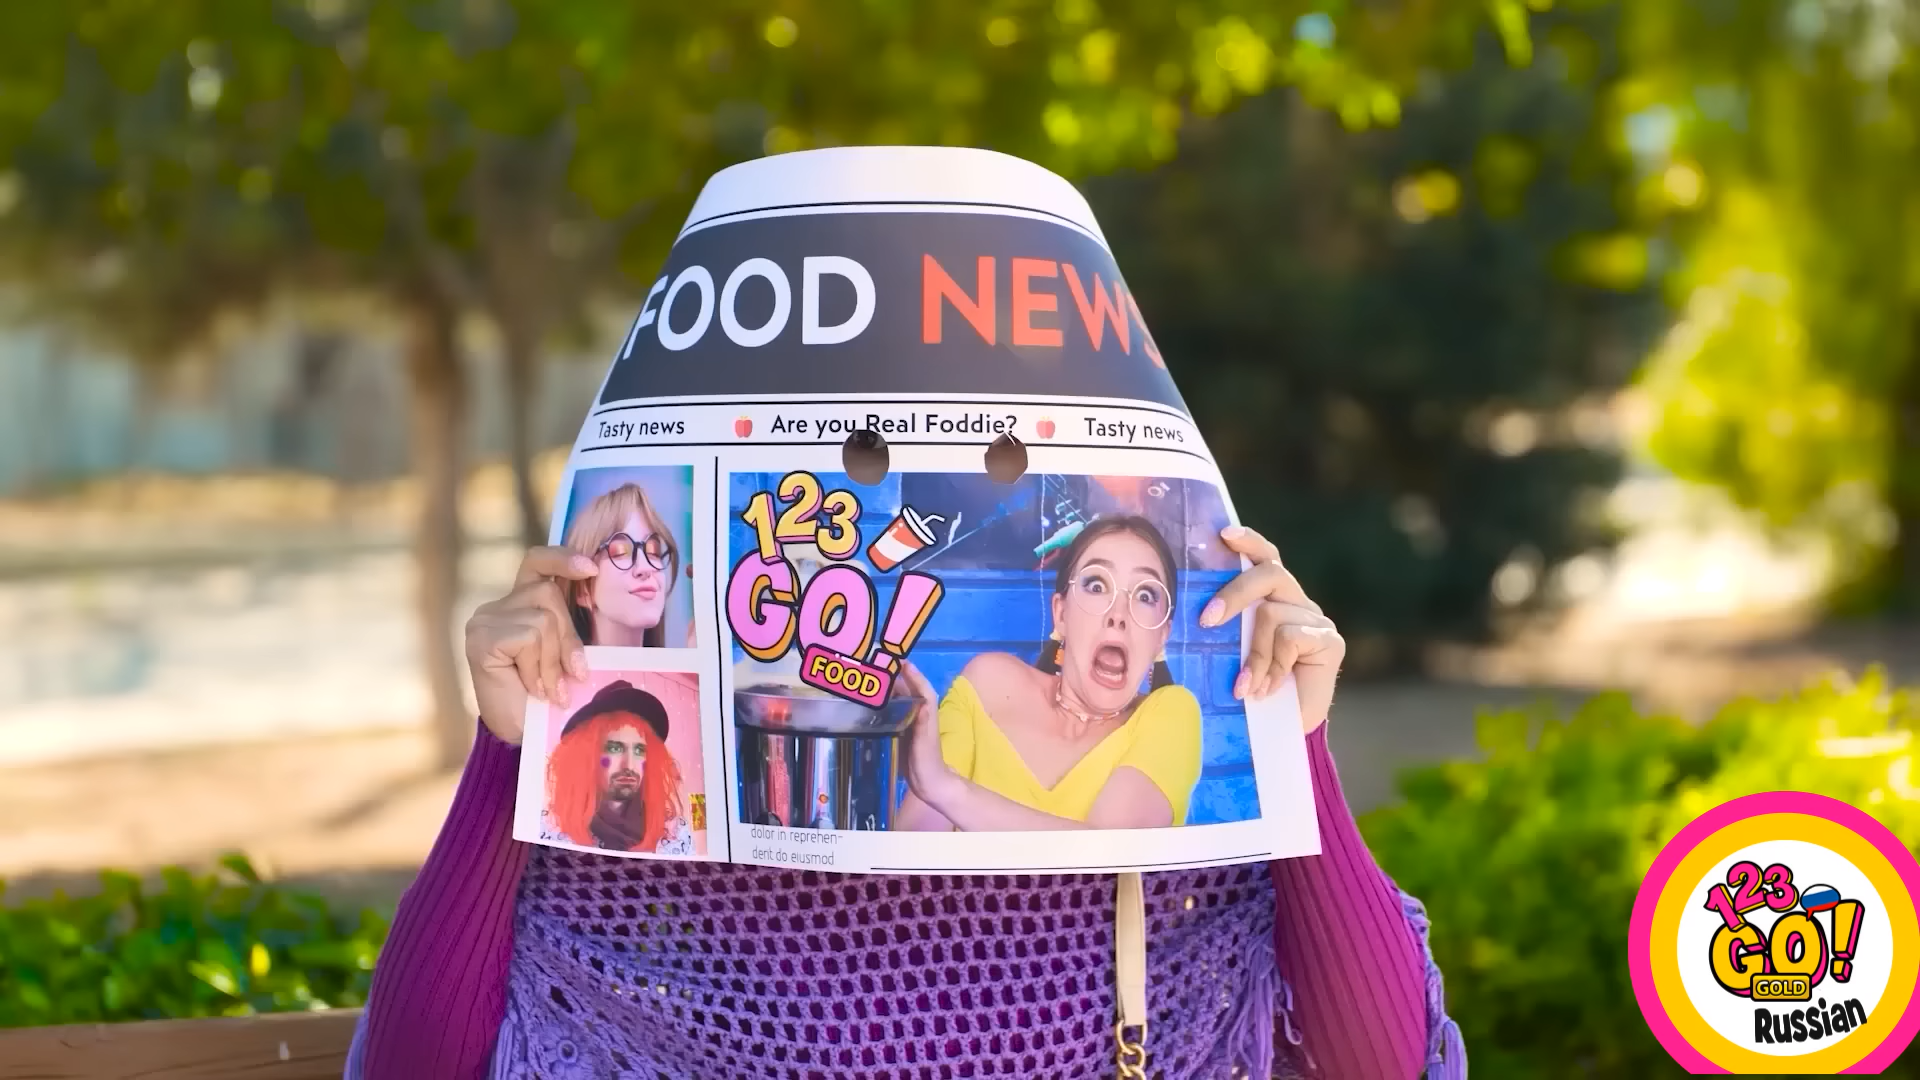 FOOD NEWS
Tasty news Are you Real Foddie? Tasty news
123
GO!
FOOD
dolor in reprehen-
dent do eiusmod
123
GO!
GOLD
Russian